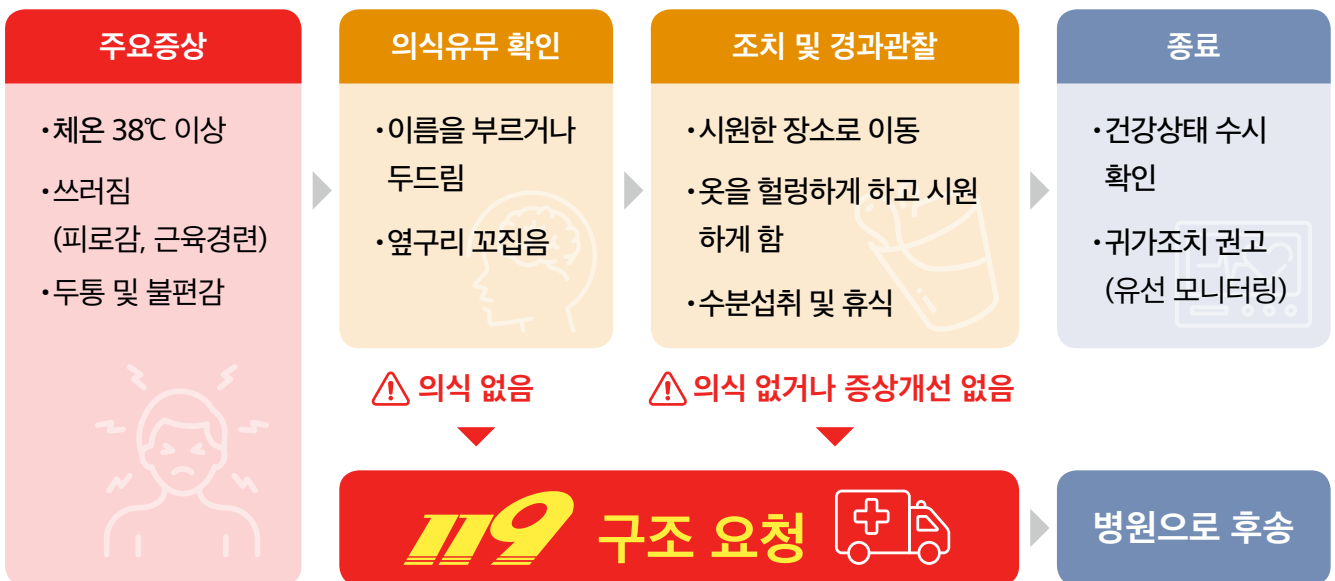 주요증상
·체온 38℃ 이상
·쓰러짐
(피로감, 근육경련)
·두통 및 불편감
의식유무 확인
·이름을 부르거나
두드림
·옆구리 꼬집음
조치 및 경과관찰
·시원한 장소로 이동
·옷을 헐렁하게 하고 시원
하게 함
·수분섭취 및 휴식
종료
·건강상태 수시
확인
·귀가조치 권고
(유선 모니터링)
의식 없음
의식 없거나 증상개선 없음
119 구조 요청
병원으로 후송